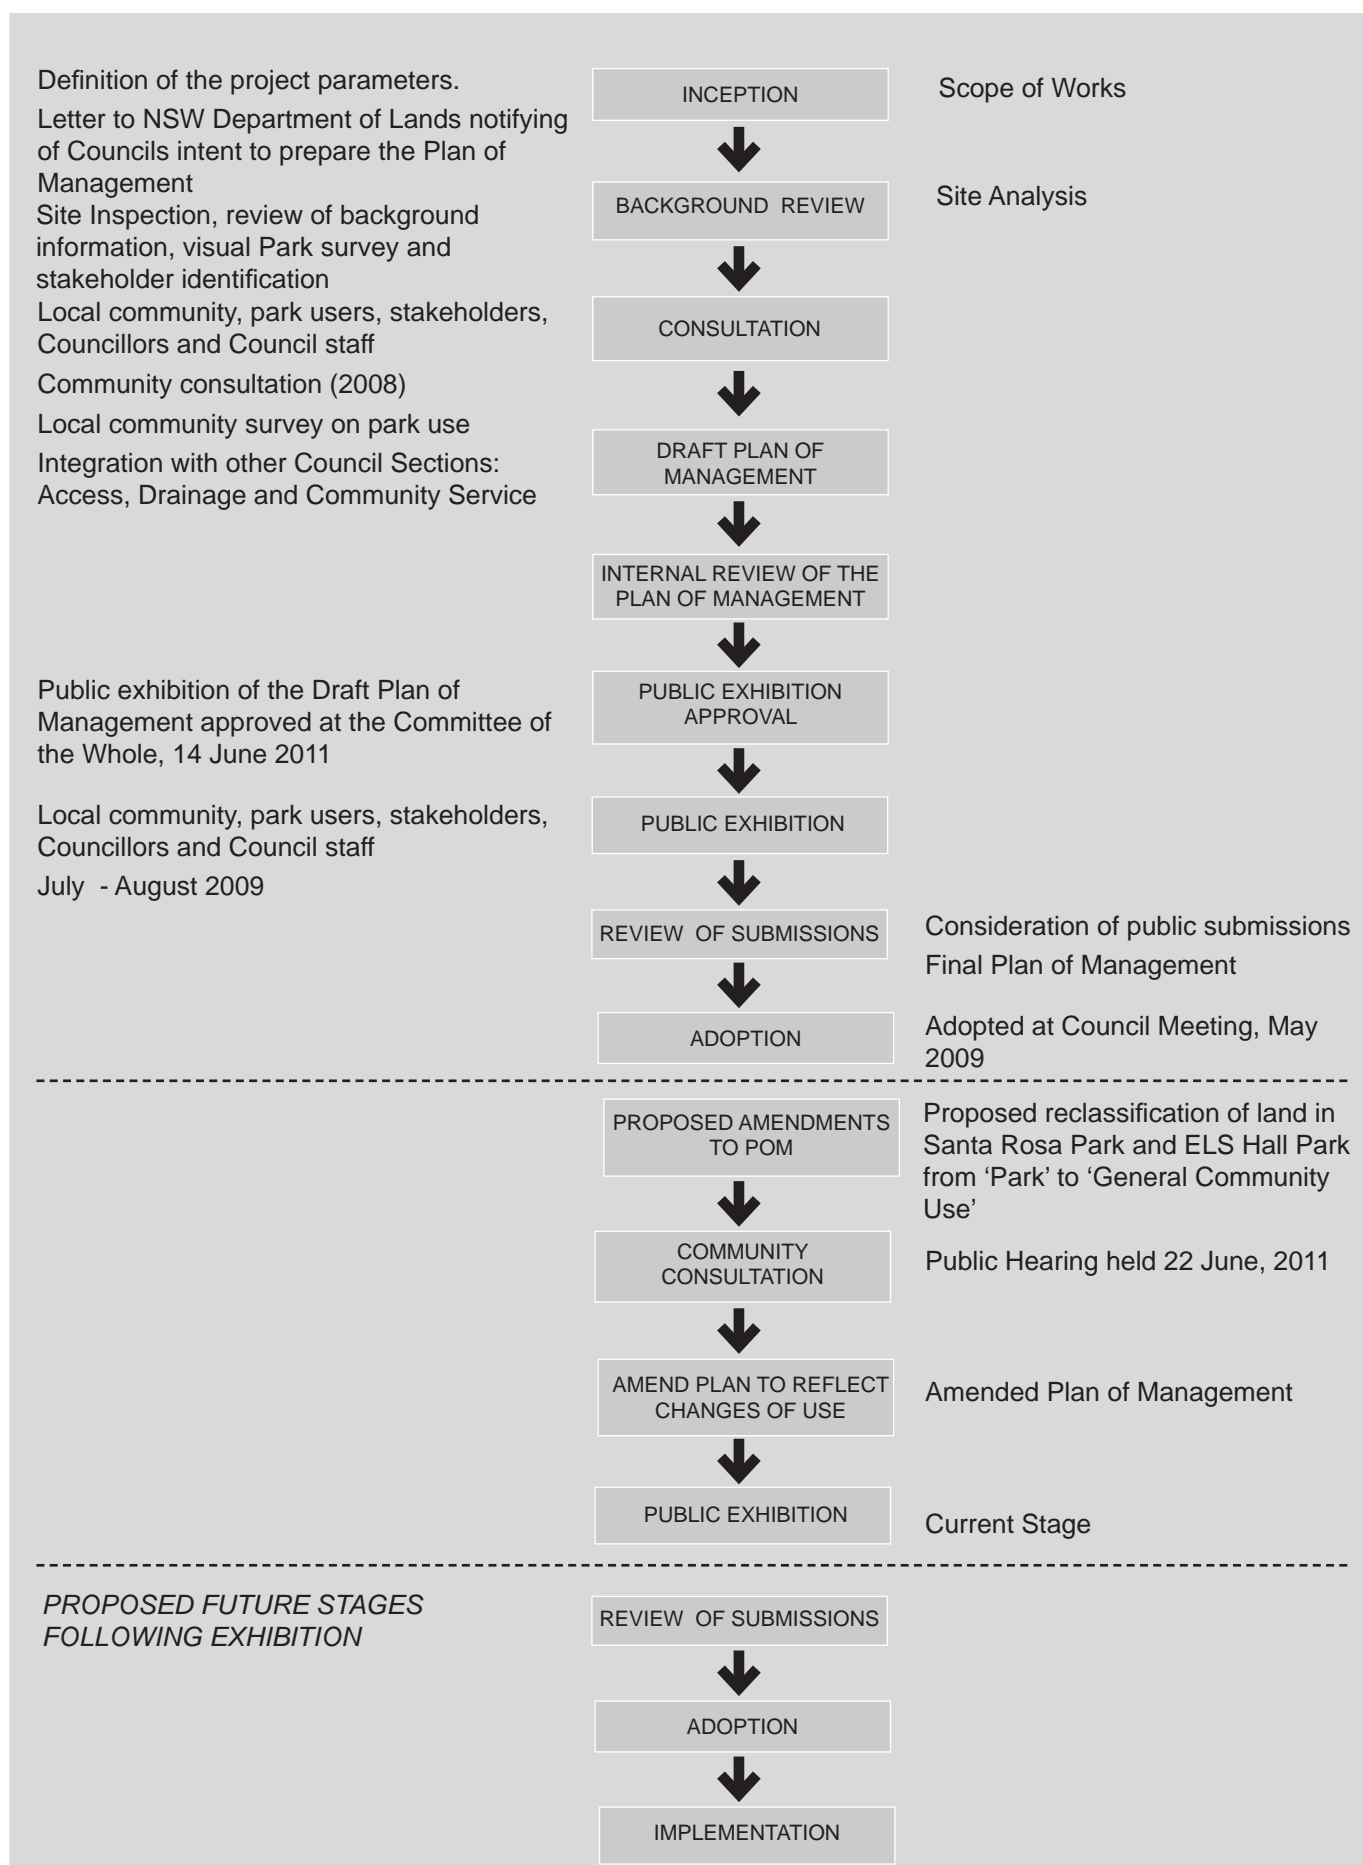 Definition of the project parameters.
INCEPTION
Scope of Works
Letter to NSW Department of Lands notifying
of Councils intent to prepare the Plan of
Management
Site Inspection, review of background
information, visual Park survey and
stakeholder identification
BACKGROUND REVIEW
Site Analysis
Local community, park users, stakeholders,
Councillors and Council staff
CONSULTATION
Community consultation (2008)
Local community survey on park use
Integration with other Council Sections:
Access, Drainage and Community Service
DRAFT PLAN OF
MANAGEMENT
INTERNAL REVIEW OF THE
PLAN OF MANAGEMENT
Public exhibition of the Draft Plan of
Management approved at the Committee of
the Whole, 14 June 2011
PUBLIC EXHIBITION
APPROVAL
Local community, park users, stakeholders,
Councillors and Council staff
July - August 2009
PUBLIC EXHIBITION
REVIEW OF SUBMISSIONS
Consideration of public submissions
Final Plan of Management
ADOPTION
Adopted at Council Meeting, May
2009
PROPOSED AMENDMENTS
TO POM
Proposed reclassification of land in
Santa Rosa Park and ELS Hall Park
from ‘Park’ to ‘General Community
Use’
COMMUNITY
CONSULTATION
Public Hearing held 22 June, 2011
AMEND PLAN TO REFLECT
CHANGES OF USE
Amended Plan of Management
PUBLIC EXHIBITION
Current Stage
PROPOSED FUTURE STAGES
FOLLOWING EXHIBITION
REVIEW OF SUBMISSIONS
ADOPTION
IMPLEMENTATION